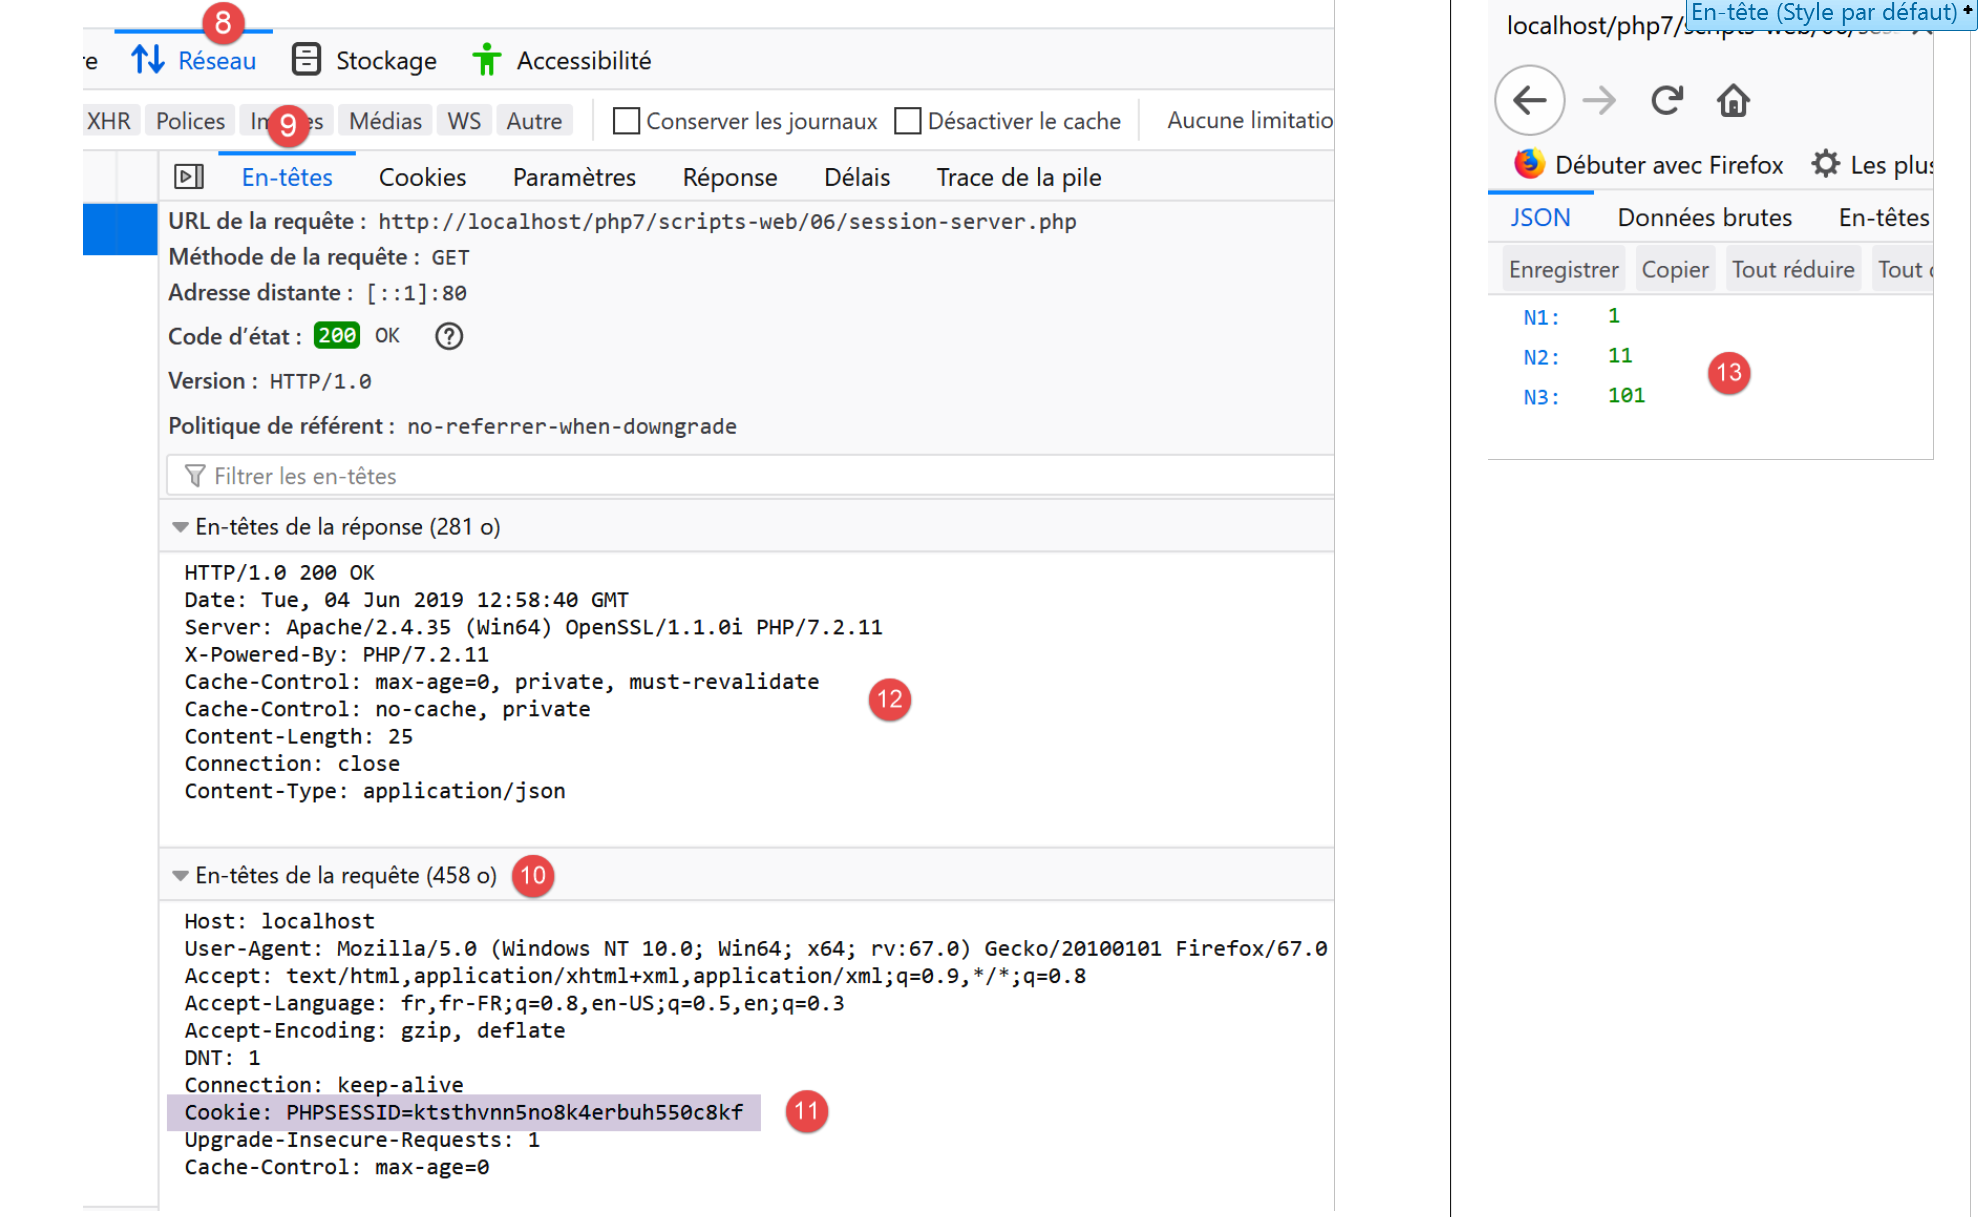 8
re Réseau Stockage Accessibilité
XHR Polices Im es Médias WS Autre Conserver les journaux Désactiver le cache Aucune limitatio
9
En-têtes Cookies Paramètres Réponse Délais Trace de la pile
URL de la requête : http://localhost/php7/scripts-web/06/session-server.php
Méthode de la requête : GET
Adresse distante : [::1]:80
Code d’état : 200 OK ?
Version : HTTP/1.0
Politique de référent : no-referrer-when-downgrade
Filtrer les en-têtes
En-têtes de la réponse (281 o)
HTTP/1.0 200 OK
Date: Tue, 04 Jun 2019 12:58:40 GMT
Server: Apache/2.4.35 (Win64) OpenSSL/1.1.0i PHP/7.2.11
X-Powered-By: PHP/7.2.11
Cache-Control: max-age=0, private, must-revalidate
Cache-Control: no-cache, private
Content-Length: 25
Connection: close
Content-Type: application/json
12
En-têtes de la requête (458 o) 10
Host: localhost
User-Agent: Mozilla/5.0 (Windows NT 10.0; Win64; x64; rv:67.0) Gecko/20100101 Firefox/67.0
Accept: text/html,application/xhtml+xml,application/xml;q=0.9,*/*;q=0.8
Accept-Language: fr,fr-FR;q=0.8,en-US;q=0.5,en;q=0.3
Accept-Encoding: gzip, deflate
DNT: 1
Connection: keep-alive
Cookie: PHPSESSID=ktsthvnn5no8k4erbuh550c8kf 11
Upgrade-Insecure-Requests: 1
Cache-Control: max-age=0
En-tête (Style par défaut)
localhost/php7/scripts-web/06/ses
Débuter avec Firefox Les plus
JSON Données brutes En-têtes
Enregistrer Copier Tout réduire Tout
N1: 1
N2: 11
N3: 101
13